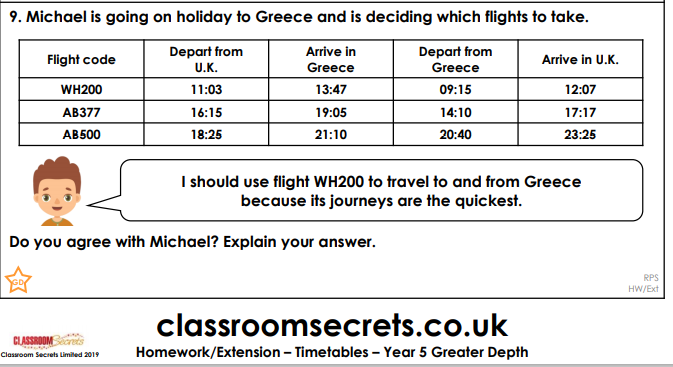 9. Michael is going on holiday to Greece and is deciding which flights to take.
Flight code Depart from U.K. Arrive in Greece Depart from Greece Arrive in U.K.
WH200 11:03 13:47 09:15 12:07
AB377 16:15 19:05 14:10 17:17
AB500 18:25 21:10 20:40 23:25
I should use flight WH200 to travel to and from Greece
because its journeys are the quickest.
Do you agree with Michael? Explain your answer.
GD
RPS
HW/Ext
classroomsecrets.co.uk
CLASSROOM Secrets
Classroom Secrets Limited 2019
Homework/Extension – Timetables – Year 5 Greater Depth